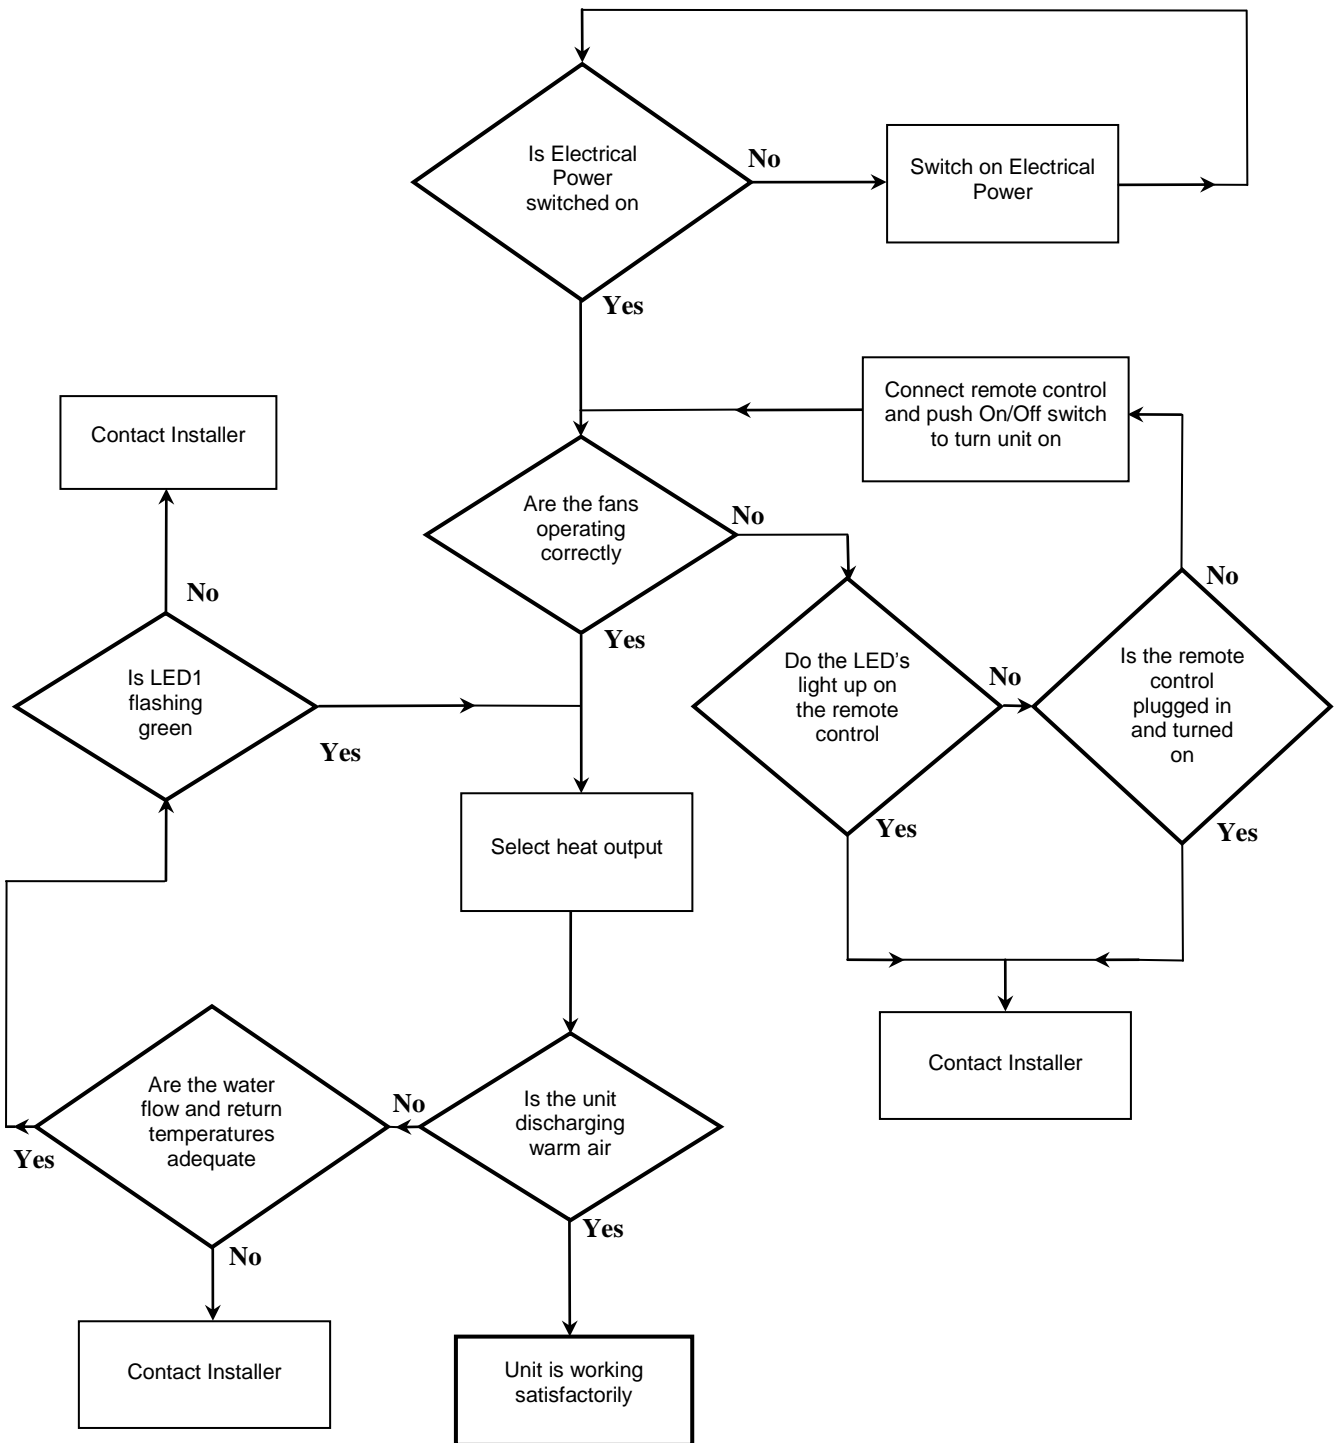 Is Electrical
Power
switched on
No
Switch on Electrical
Power
Yes
Connect remote control
and push On/Off switch
to turn unit on
Contact Installer
Are the fans
operating
correctly
No
No
No
Yes
Is LED1
flashing
green
Yes
Do the LED’s
light up on
the remote
control
No
Is the remote
control
plugged in
and turned
on
Yes
Yes
Select heat output
Contact Installer
Are the water
flow and return
temperatures
adequate
No
Is the unit
discharging
warm air
Yes
Yes
No
Contact Installer
Unit is working
satisfactorily